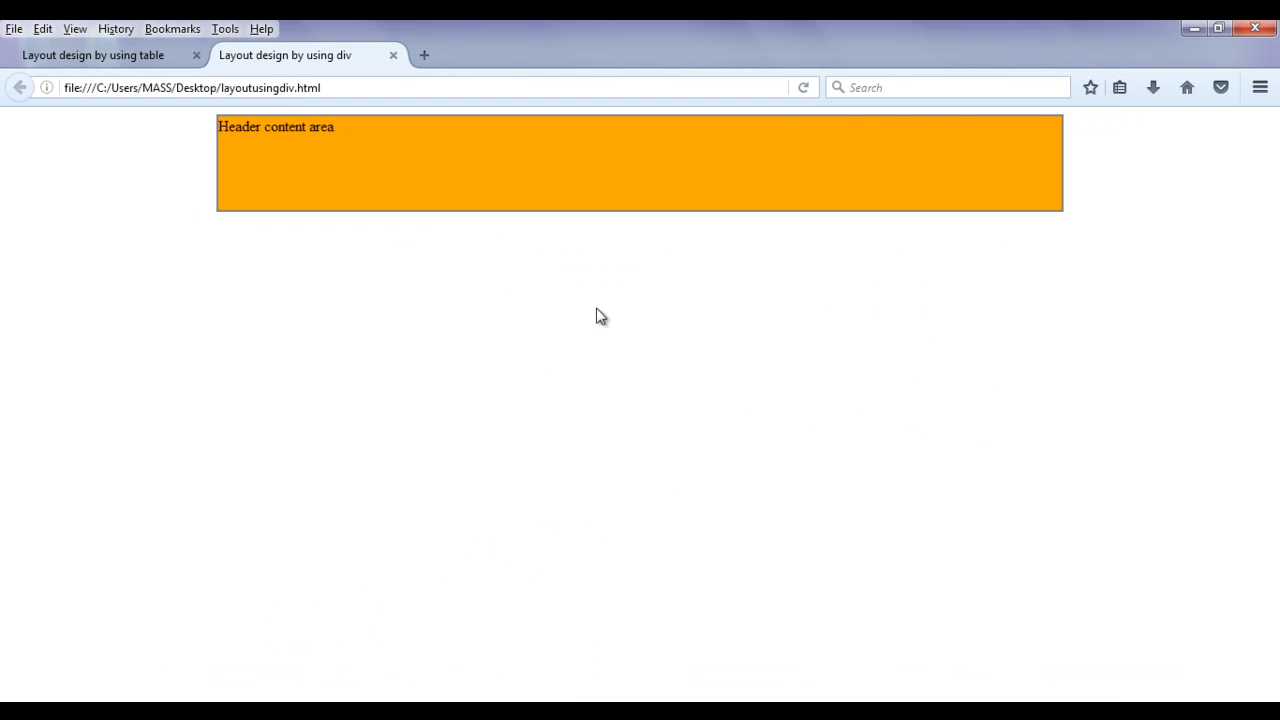 File Edit View History Bookmarks Tools Help
Layout design by using table Layout design by using div
file:///C:/Users/MASS/Desktop/layoutusingdiv.html Search
Header content area